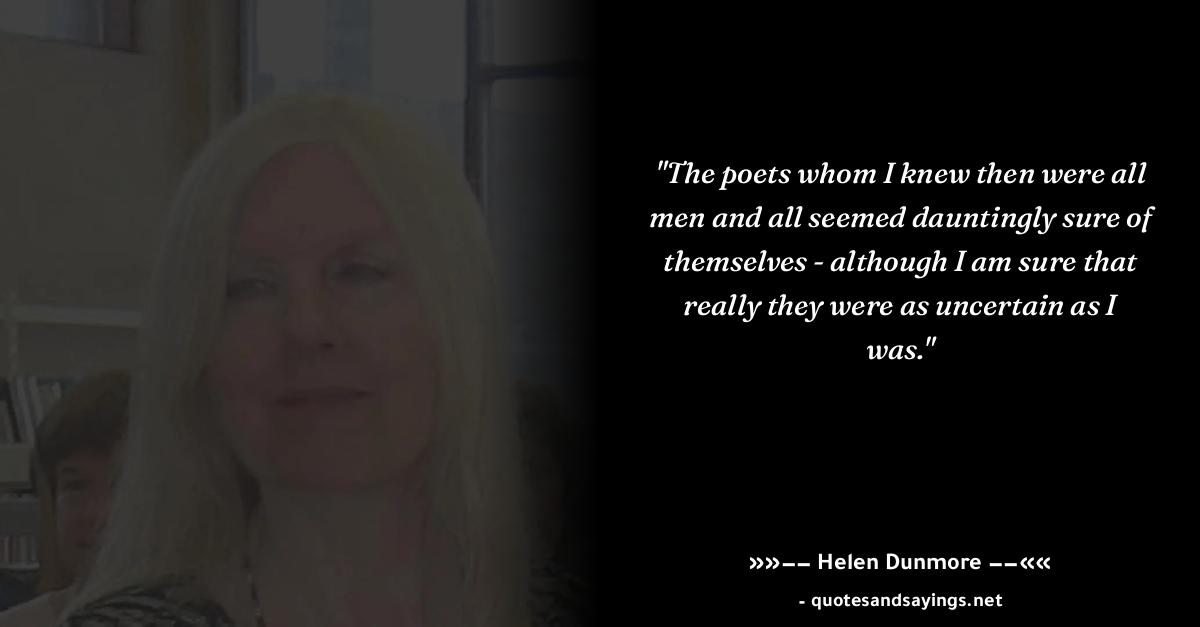 "The poets whom I knew then were all
men and all seemed dauntingly sure of
themselves - although I am sure that
really they were as uncertain as I
was."
»»–– Helen Dunmore ––««
- quotesandsayings.net